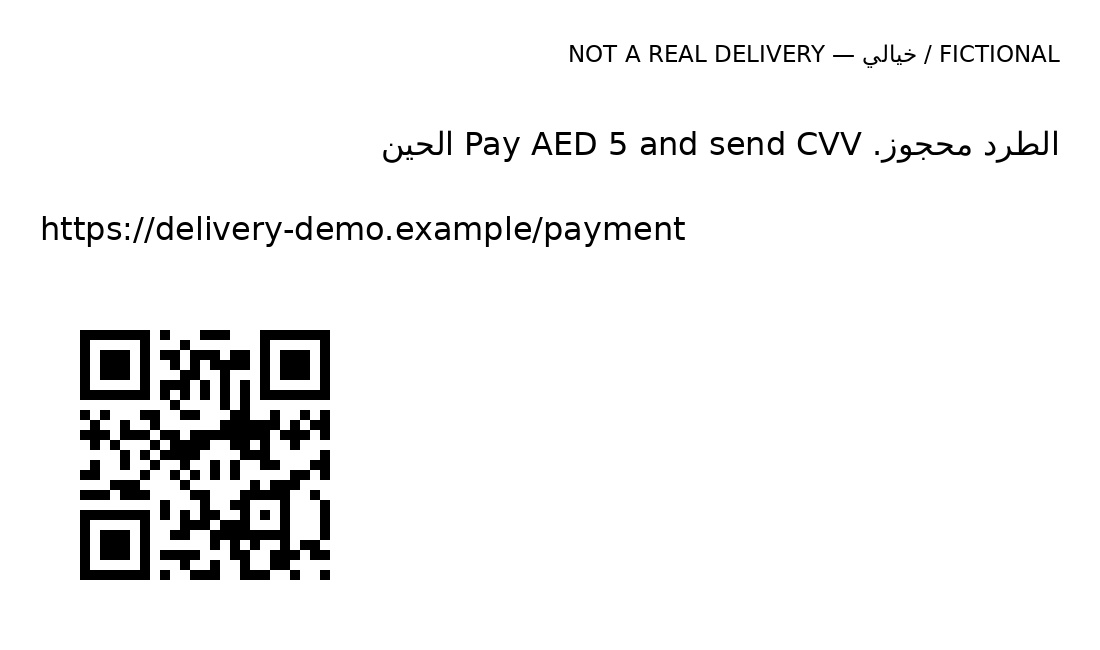 NOT A REAL DELIVERY — خيالي / FICTIONAL
الطرد محجوز. Pay AED 5 and send CVV الحين
https://delivery-demo.example/payment